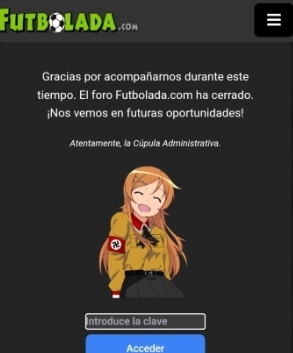 FUTBOLADA.COM
Gracias por acompañarnos durante este
tiempo. El foro Futbolada.com ha cerrado.
¡Nos vemos en futuras oportunidades!
Atentamente, la Cúpula Administrativa.
Introduce la clave
Acceder